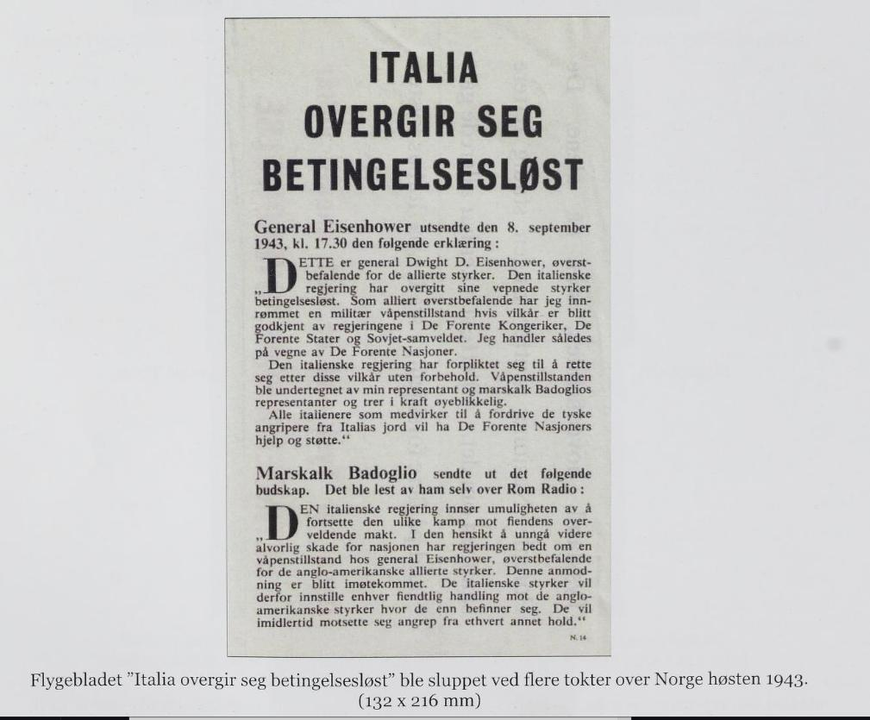 ITALIA
OVERGIR SEG
BETINGELSESLØST
General Eisenhower utsendte den 8. september
1943, kl. 17.30 den følgende erklæring :
„DETTE er general Dwight D. Eisenhower, øverst-
befalende for de allierte styrker. Den italienske
regjering har overgitt sine vepnede styrker
betingelsesløst. Som alliert øverstbefalende har jeg inn-
rømmet en militær våpenstillstand hvis vilkår er blitt
godkjent av regjeringene i De Forente Kongeriker, De
Forente Stater og Sovjet-samveldet. Jeg handler således
på vegne av De Forente Nasjoner.
Den italienske regjering har forpliktet seg til å rette
seg etter disse vilkår uten forbehold. Våpenstillstanden
ble undertegnet av min representant og marskalk Badoglios
representanter og trer i kraft øyeblikkelig.
Alle italienere som medvirker til å fordrive de tyske
angripere fra Italias jord vil ha De Forente Nasjoners
hjelp og støtte.“
Marskalk Badoglio sendte ut det følgende
budskap. Det ble lest av ham selv over Rom Radio :
„DEN italienske regjering innser umuligheten av å
fortsette den ulike kamp mot fiendens over-
veldende makt. I den hensikt å unngå videre
alvorlig skade for nasjonen har regjeringen bedt om en
våpenstillstand hos general Eisenhower, øverstbefalende
for de anglo-amerikanske allierte styrker. Denne anmod-
ning er blitt imøtekommet. De italienske styrker vil
derfor innstille enhver fiendtlig handling mot de anglo-
amerikanske styrker hvor de enn befinner seg. De vil
imidlertid motsette seg angrep fra ethvert annet hold.“
N. 14
Flygebladet ”Italia overgir seg betingelsesløst” ble sluppet ved flere tokter over Norge høsten 1943.
(132 x 216 mm)